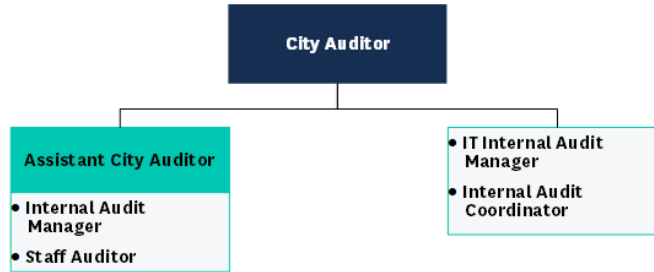 City Auditor
Assistant City Auditor
• Internal Audit
Manager
• Staff Auditor
• IT Internal Audit
Manager
• Internal Audit
Coordinator